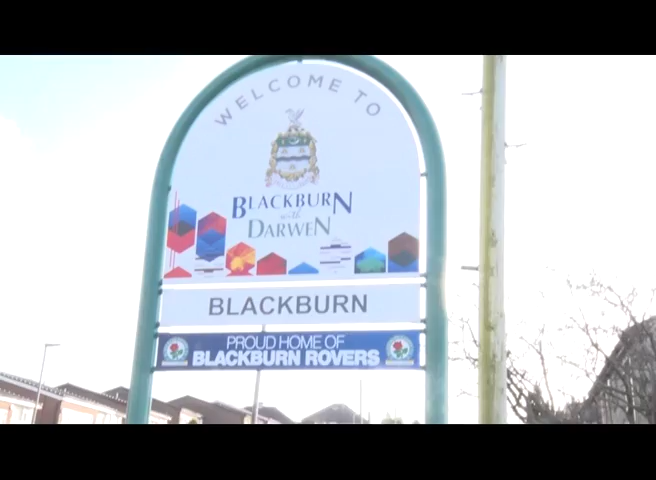 WELCOME TO
BLACKBURN
with
DARWEN
BLACKBURN
PROUD HOME OF
BLACKBURN ROVERS